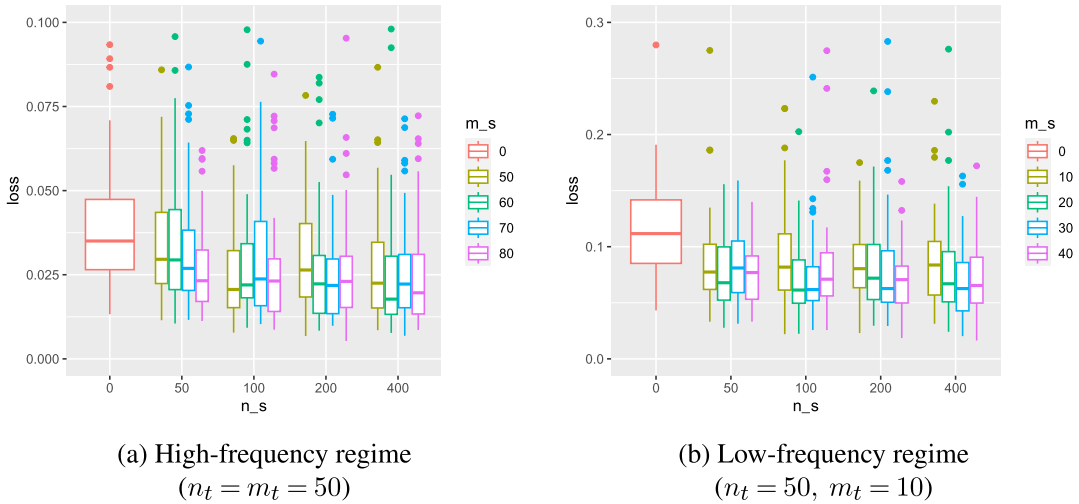 0.100
0.075
0.050
0.025
0.000
loss
0 50 100 200 400
n_s
m_s
0
50
60
70
80
(a) High-frequency regime
(n_t = m_t = 50)
0.3
0.2
0.1
0.0
loss
0 50 100 200 400
n_s
m_s
0
10
20
30
40
(b) Low-frequency regime
(n_t = 50, m_t = 10)